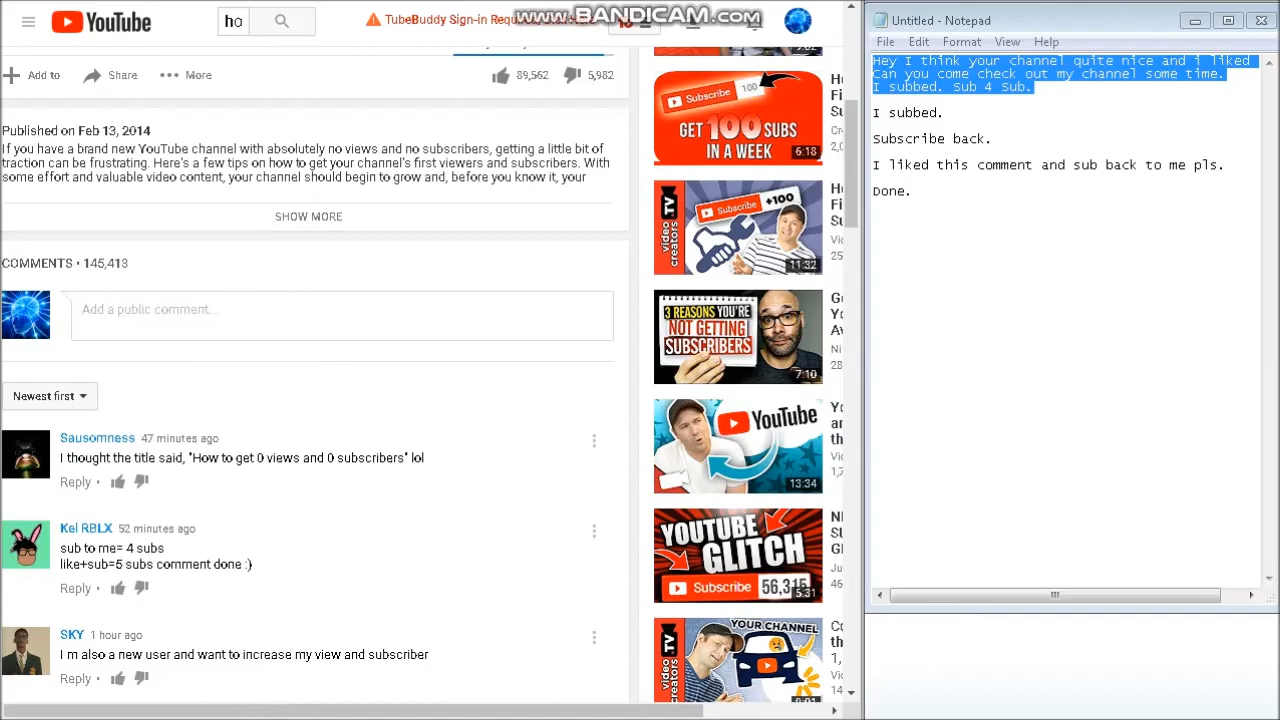 YouTube
ho
TubeBuddy Sign-in Requ
www.BANDICAM.com
Add to
Share
More
89,562
5,982
Published on Feb 13, 2014
If you have a brand new YouTube channel with absolutely no views and no subscribers, getting a little bit of
traction can be frustrating. Here's a few tips on how to get your channel's first viewers and subscribers. With
some effort and valuable video content, your channel should begin to grow and, before you know it, your
SHOW MORE
COMMENTS • 145,413
Add a public comment...
Newest first
Sausomness 47 minutes ago
I thought the title said, "How to get 0 views and 0 subscribers" lol
Reply
Kel RBLX 52 minutes ago
sub to me= 4 subs
like+sub=5 subs comment done :)
Reply
SKY 1 hour ago
I m also a new user and want to increase my view and subscriber
Reply
Subscribe 100
GET 100 SUBS
IN A WEEK
6:18
video creators.TV
Subscribe +100
11:32
3 REASONS YOU'RE
NOT GETTING
SUBSCRIBERS
7:10
YouTube
13:34
YOUTUBE
GLITCH
Subscribe 56,315
5:31
video creators.TV
YOUR CHANNEL
Untitled - Notepad
File Edit Format View Help
Hey I think your channel quite nice and i liked
Can you come check out my channel some time.
I subbed. Sub 4 Sub.
I subbed.
Subscribe back.
I liked this comment and sub back to me pls.
Done.